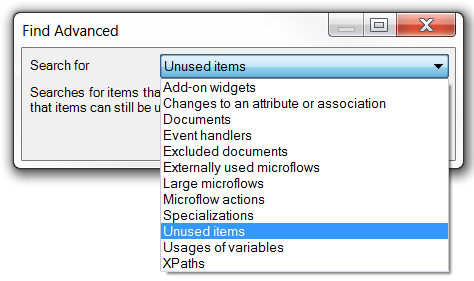 Find Advanced
Search for
Unused items
Searches for items tha
that items can still be u
Add-on widgets
Changes to an attribute or association
Documents
Event handlers
Excluded documents
Externally used microflows
Large microflows
Microflow actions
Specializations
Unused items
Usages of variables
XPaths